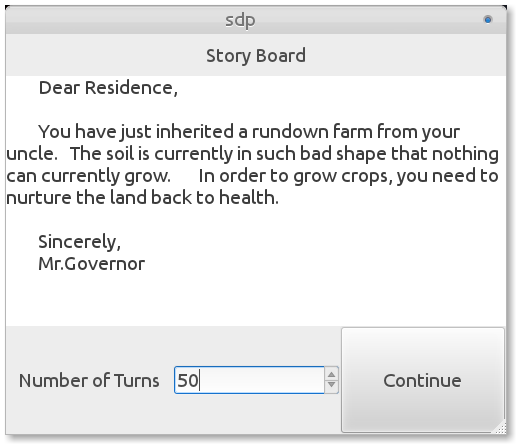 sdp
Story Board
Dear Residence,
You have just inherited a rundown farm from your
uncle. The soil is currently in such bad shape that nothing
can currently grow. In order to grow crops, you need to
nurture the land back to health.
Sincerely,
Mr.Governor
Number of Turns 50 Continue